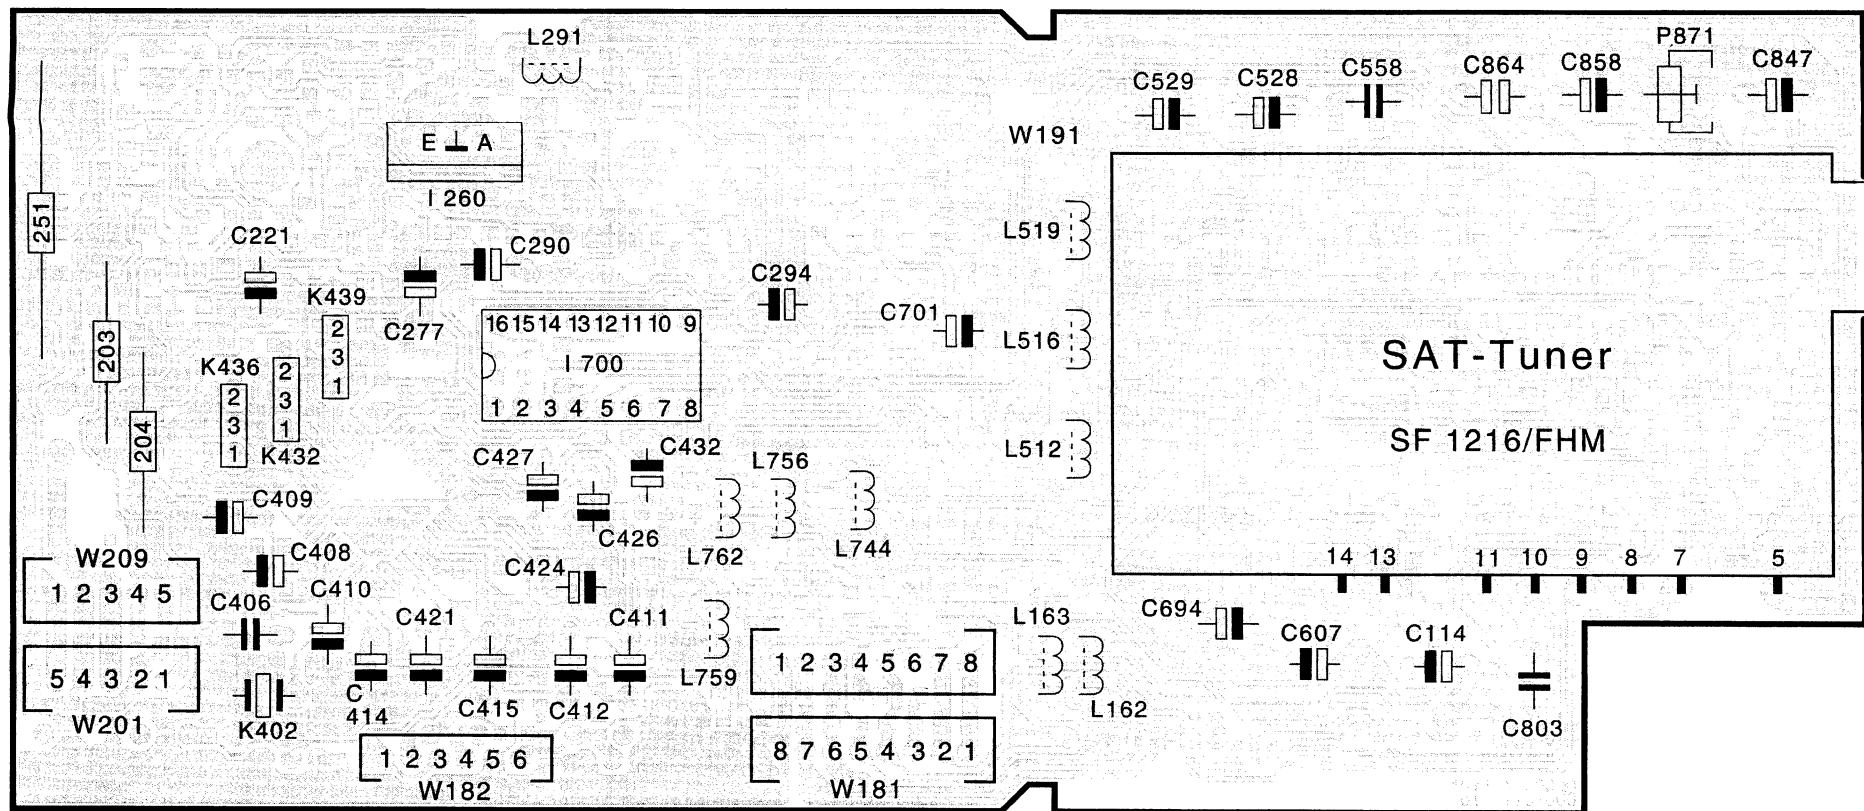 L291
P871
C529
C528
C558
C864
C858
C847
W191
E A
I 260
251
C221
C290
L519
C294
K439
C277
C701
16 15 14 13 12 11 10 9
I 700
1 2 3 4 5 6 7 8
2 3 1
L516
SAT-Tuner
203
K436
2 3 1
2 3 1
K432
204
SF 1216/FHM
C427
C432
L756
L512
C409
C426
L762
L744
W209
1 2 3 4 5
C408
C424
14 13 11 10 9 8 7 5
C406
C410
C421
C411
L163
C694
C607
C114
5 4 3 2 1
W201
K402
C
414
C415
C412
L759
1 2 3 4 5 6 7 8
L162
C803
1 2 3 4 5 6
W182
8 7 6 5 4 3 2 1
W181